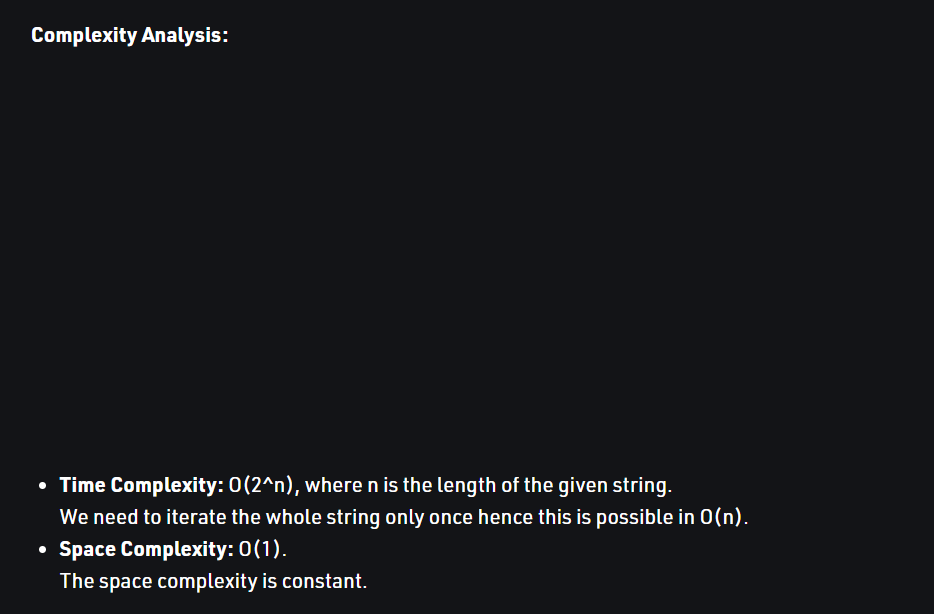 Complexity Analysis:
• Time Complexity: O(2^n), where n is the length of the given string.
We need to iterate the whole string only once hence this is possible in O(n).
• Space Complexity: O(1).
The space complexity is constant.